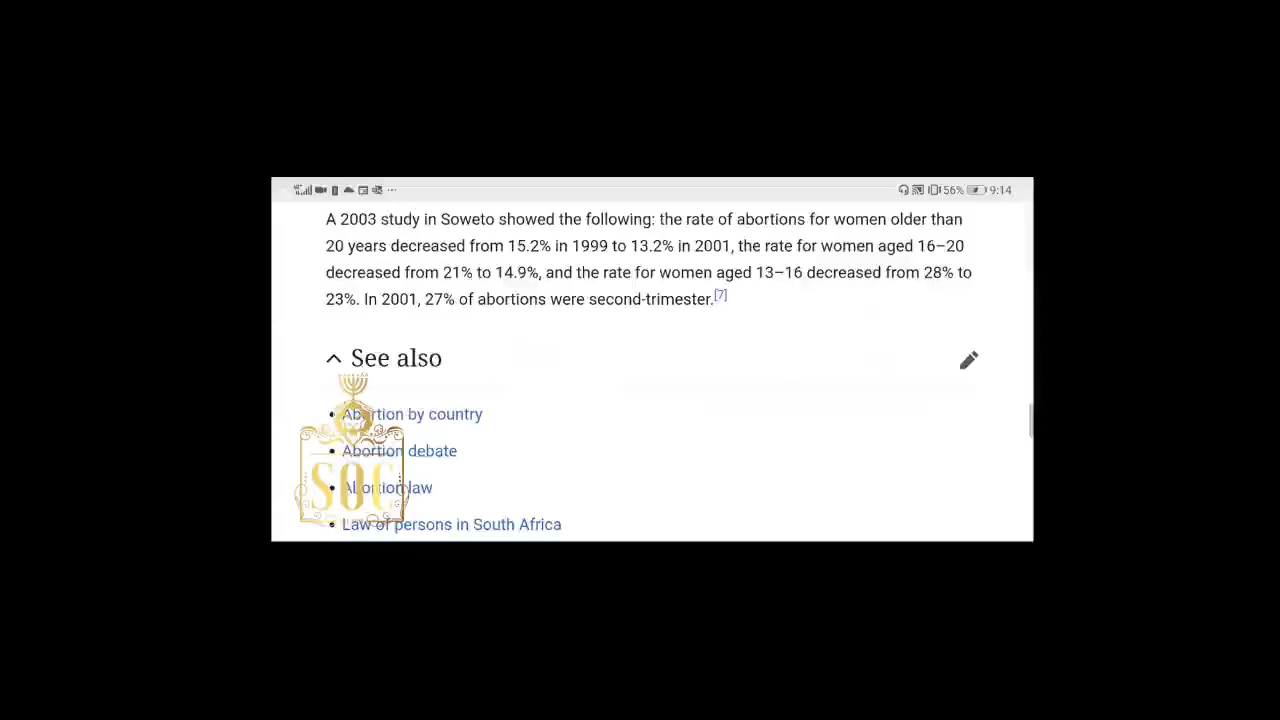 56% 9:14
A 2003 study in Soweto showed the following: the rate of abortions for women older than
20 years decreased from 15.2% in 1999 to 13.2% in 2001, the rate for women aged 16–20
decreased from 21% to 14.9%, and the rate for women aged 13–16 decreased from 28% to
23%. In 2001, 27% of abortions were second-trimester.[7]
See also
• Abortion by country
• Abortion debate
• Abortion law
• Law of persons in South Africa
SOC